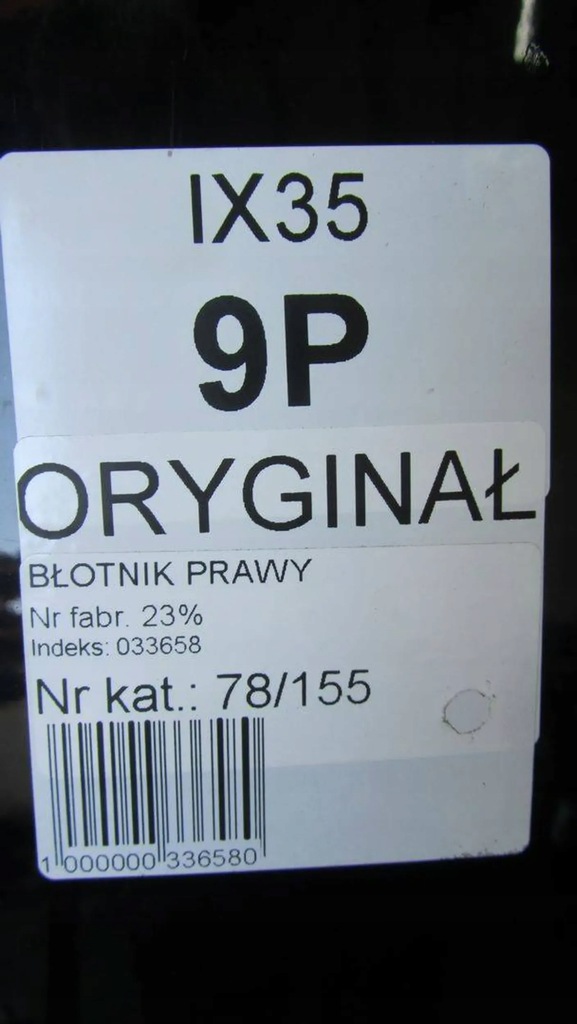 IX35
9P
ORYGINAŁ
BŁOTNIK PRAWY
Nr fabr. 23%
Indeks: 033658
Nr kat.: 78/155
1 000000 336580